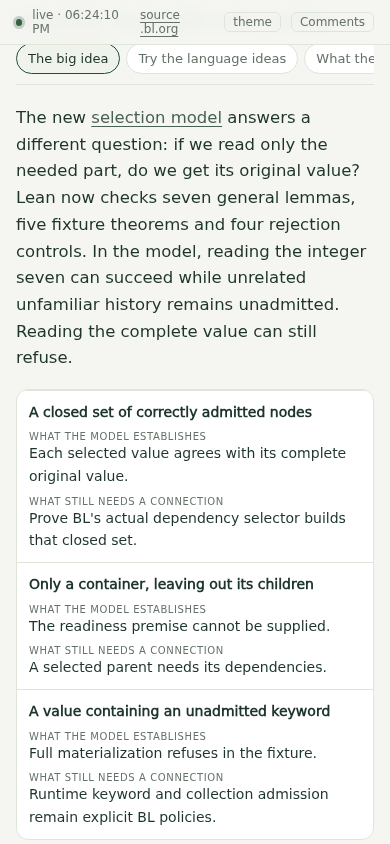 live · 06:24:10 PM
source.bl.org
theme
Comments
The big idea
Try the language ideas
What the
The new selection model answers a
different question: if we read only the
needed part, do we get its original value?
Lean now checks seven general lemmas,
five fixture theorems and four rejection
controls. In the model, reading the integer
seven can succeed while unrelated
unfamiliar history remains unadmitted.
Reading the complete value can still
refuse.
A closed set of correctly admitted nodes
WHAT THE MODEL ESTABLISHES
Each selected value agrees with its complete
original value.
WHAT STILL NEEDS A CONNECTION
Prove BL's actual dependency selector builds
that closed set.
Only a container, leaving out its children
WHAT THE MODEL ESTABLISHES
The readiness premise cannot be supplied.
WHAT STILL NEEDS A CONNECTION
A selected parent needs its dependencies.
A value containing an unadmitted keyword
WHAT THE MODEL ESTABLISHES
Full materialization refuses in the fixture.
WHAT STILL NEEDS A CONNECTION
Runtime keyword and collection admission
remain explicit BL policies.